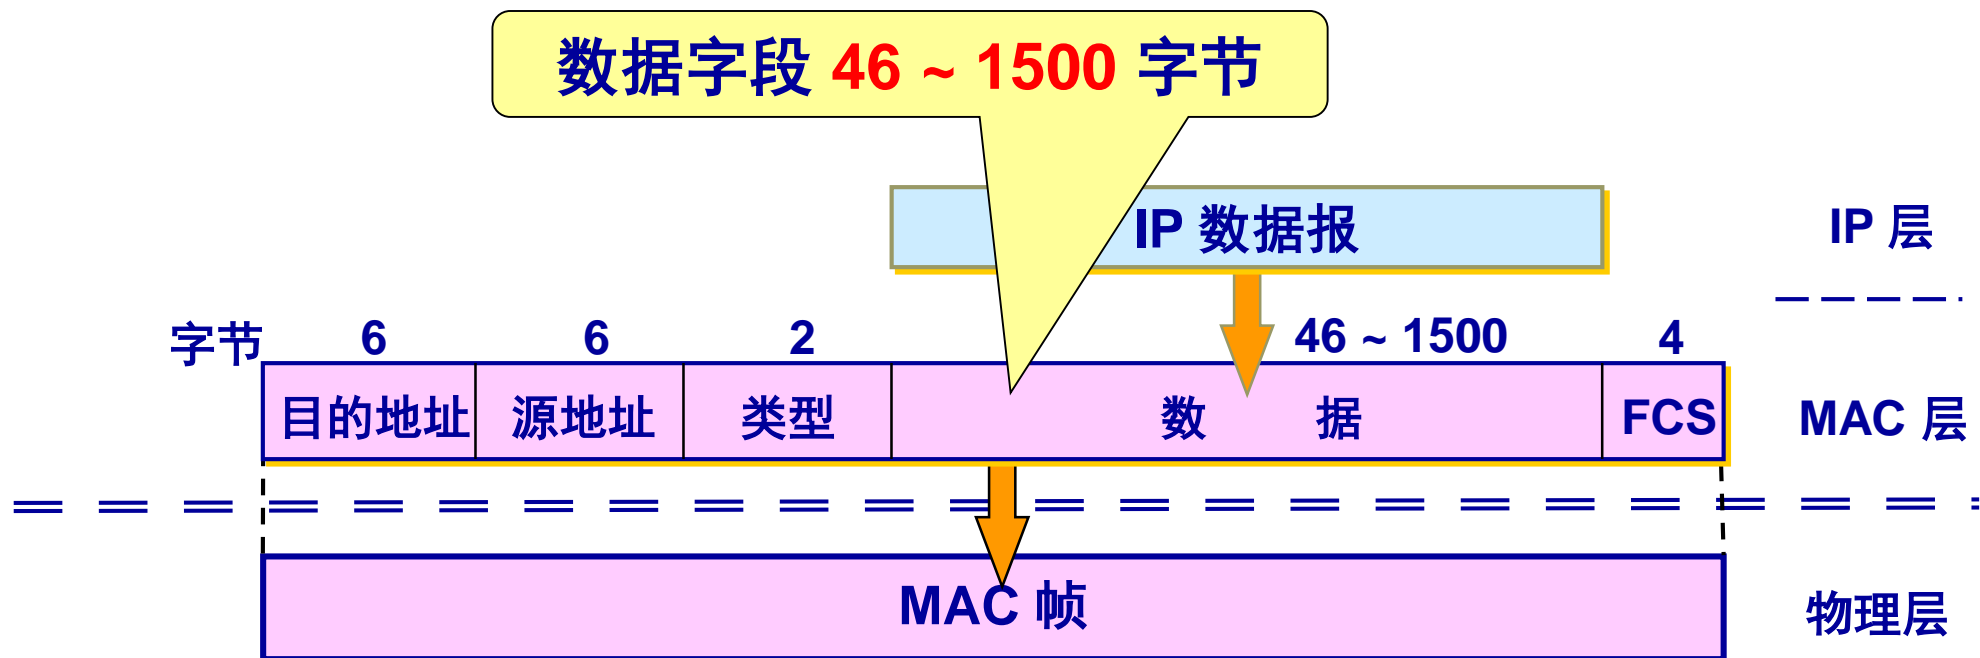 数据字段 46 ~ 1500 字节
IP 数据报
IP 层
字节 6 6 2 46 ~ 1500 4
目的地址 源地址 类型 数 据 FCS MAC 层
MAC 帧
物理层